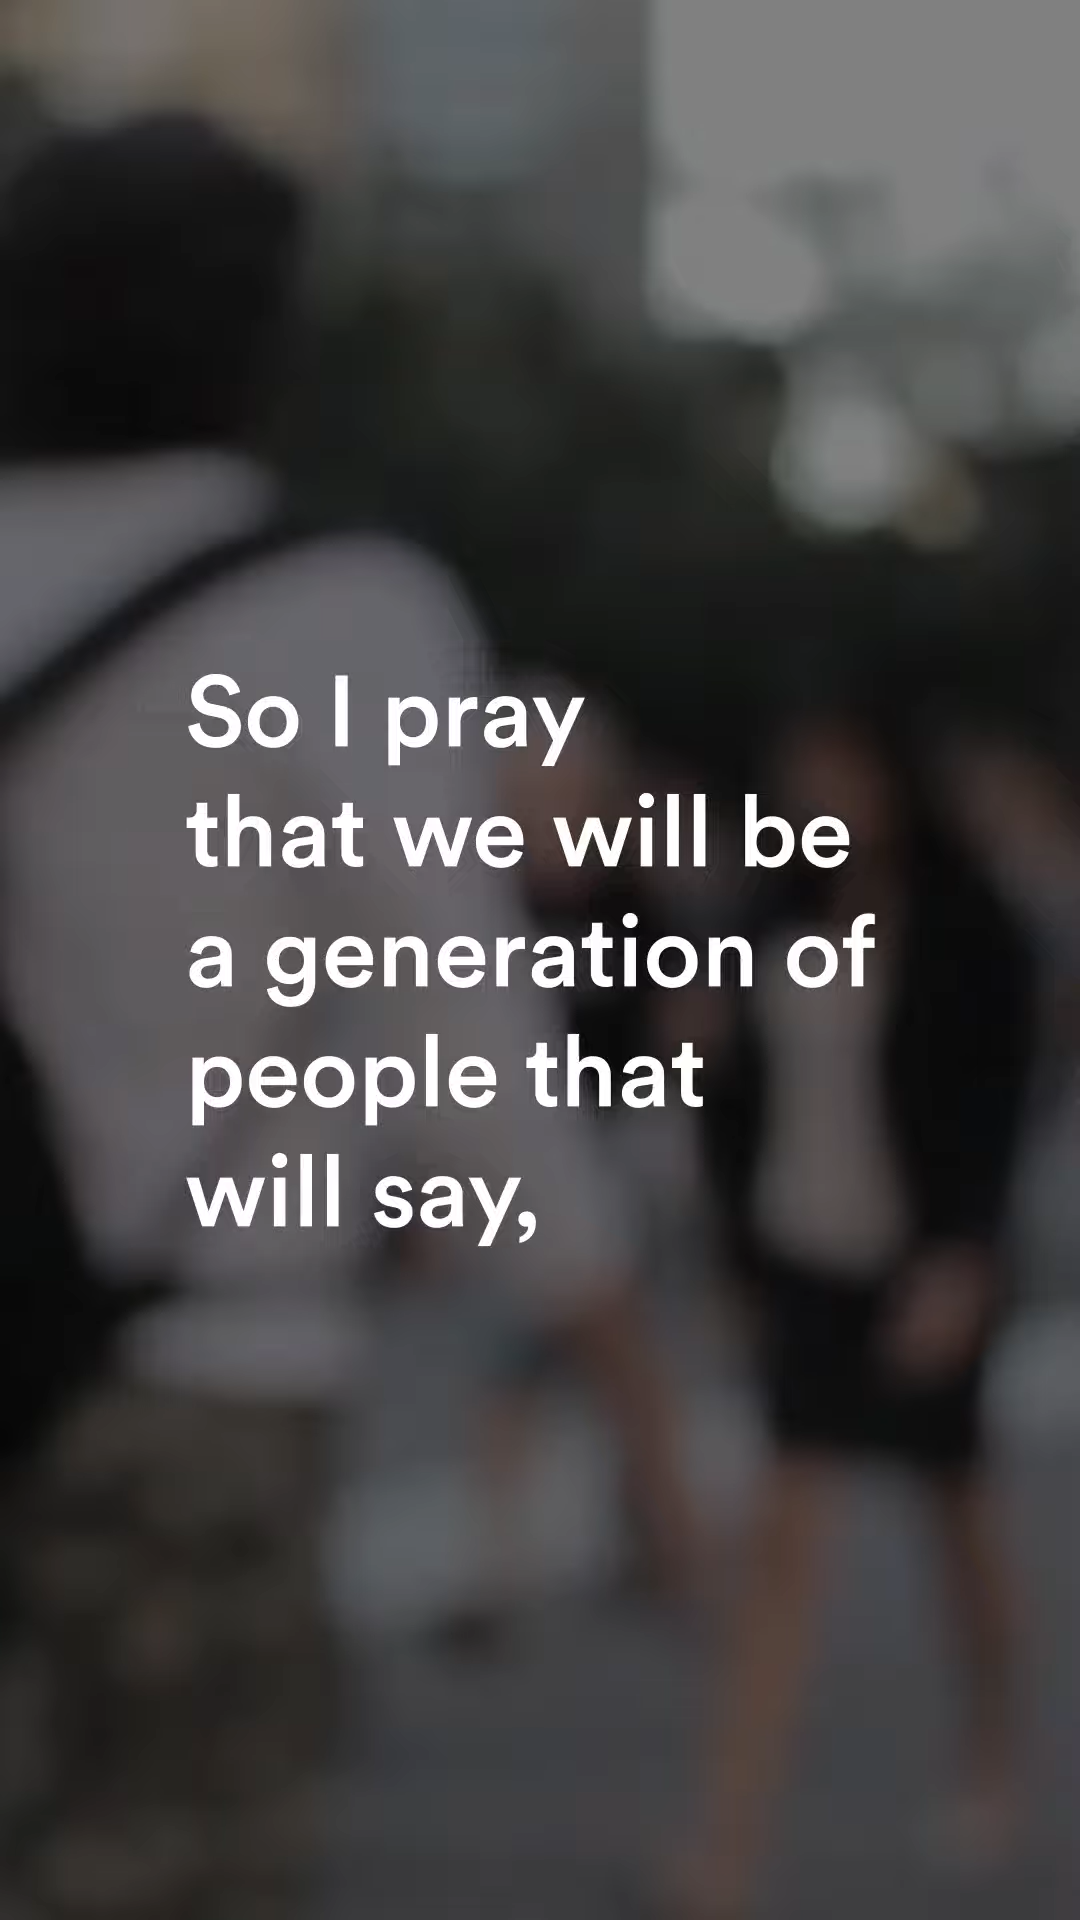 So I pray
that we will be
a generation of
people that
will say,